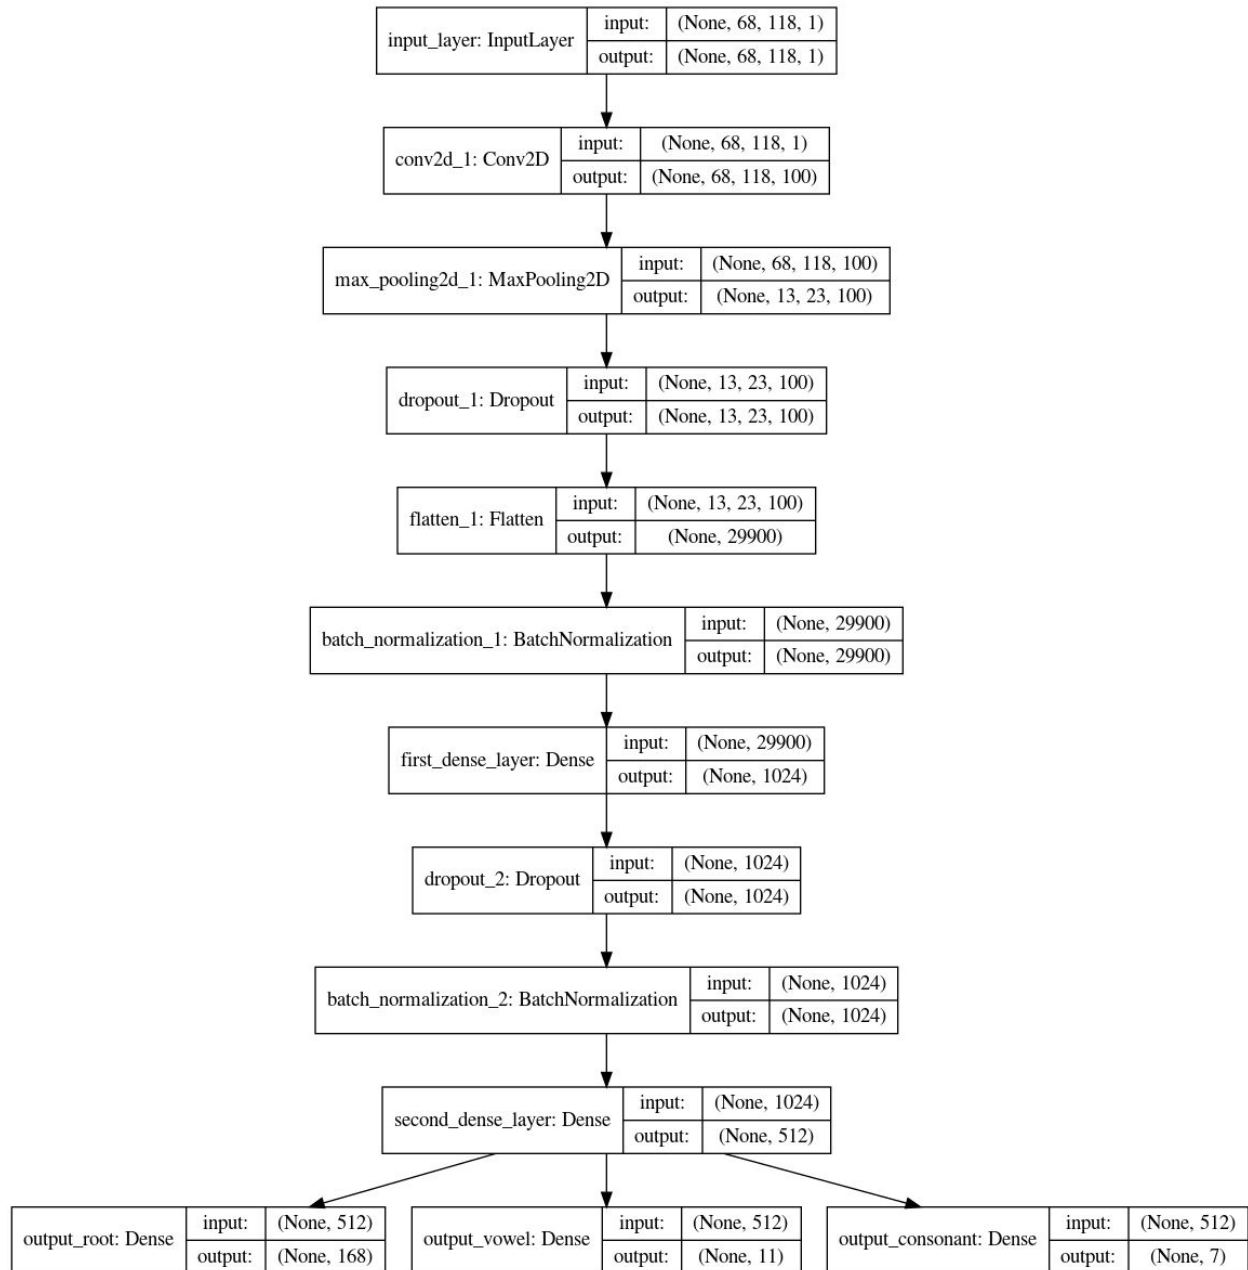 input_layer: InputLayer
input: (None, 68, 118, 1)
output: (None, 68, 118, 1)
conv2d_1: Conv2D
input: (None, 68, 118, 1)
output: (None, 68, 118, 100)
max_pooling2d_1: MaxPooling2D
input: (None, 68, 118, 100)
output: (None, 13, 23, 100)
dropout_1: Dropout
input: (None, 13, 23, 100)
output: (None, 13, 23, 100)
flatten_1: Flatten
input: (None, 13, 23, 100)
output: (None, 29900)
batch_normalization_1: BatchNormalization
input: (None, 29900)
output: (None, 29900)
first_dense_layer: Dense
input: (None, 29900)
output: (None, 1024)
dropout_2: Dropout
input: (None, 1024)
output: (None, 1024)
batch_normalization_2: BatchNormalization
input: (None, 1024)
output: (None, 1024)
second_dense_layer: Dense
input: (None, 1024)
output: (None, 512)
output_root: Dense
input: (None, 512)
output: (None, 168)
output_vowel: Dense
input: (None, 512)
output: (None, 11)
output_consonant: Dense
input: (None, 512)
output: (None, 7)